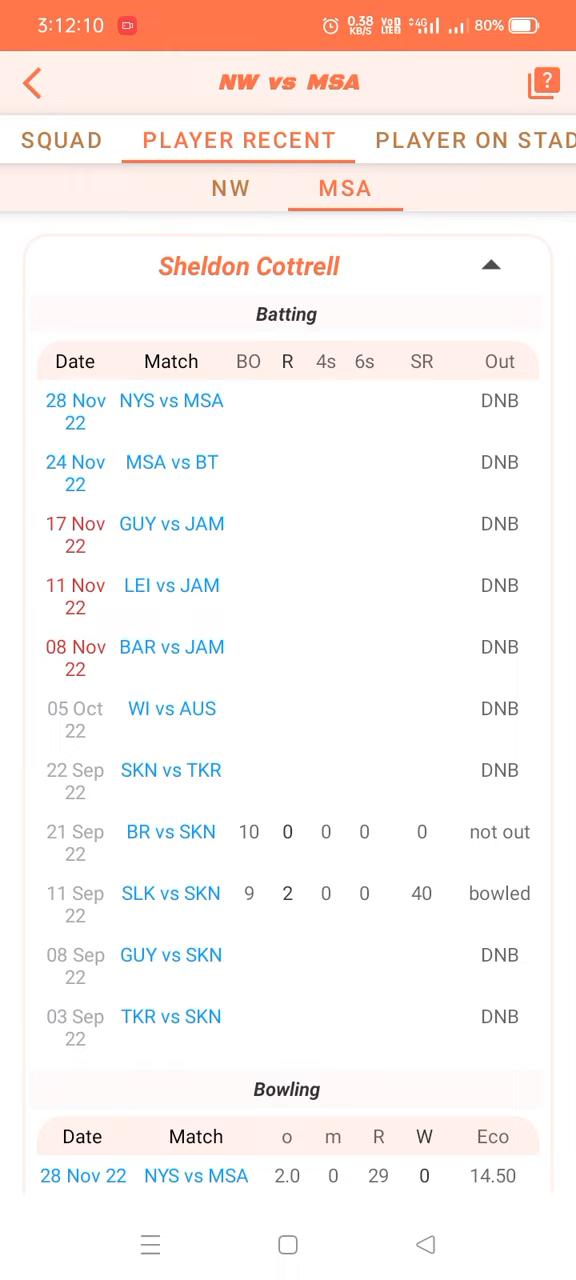 3:12:10 0.38 KB/S Vo) LTE 4G 80%
NW vs MSA
?
SQUAD PLAYER RECENT PLAYER ON STAD
NW MSA
Sheldon Cottrell
Batting
Date Match BO R 4s 6s SR Out
28 Nov 22 NYS vs MSA DNB
24 Nov 22 MSA vs BT DNB
17 Nov 22 GUY vs JAM DNB
11 Nov 22 LEI vs JAM DNB
08 Nov 22 BAR vs JAM DNB
05 Oct 22 WI vs AUS DNB
22 Sep 22 SKN vs TKR DNB
21 Sep 22 BR vs SKN 10 0 0 0 0 not out
11 Sep 22 SLK vs SKN 9 2 0 0 40 bowled
08 Sep 22 GUY vs SKN DNB
03 Sep 22 TKR vs SKN DNB
Bowling
Date Match o m R W Eco
28 Nov 22 NYS vs MSA 2.0 0 29 0 14.50